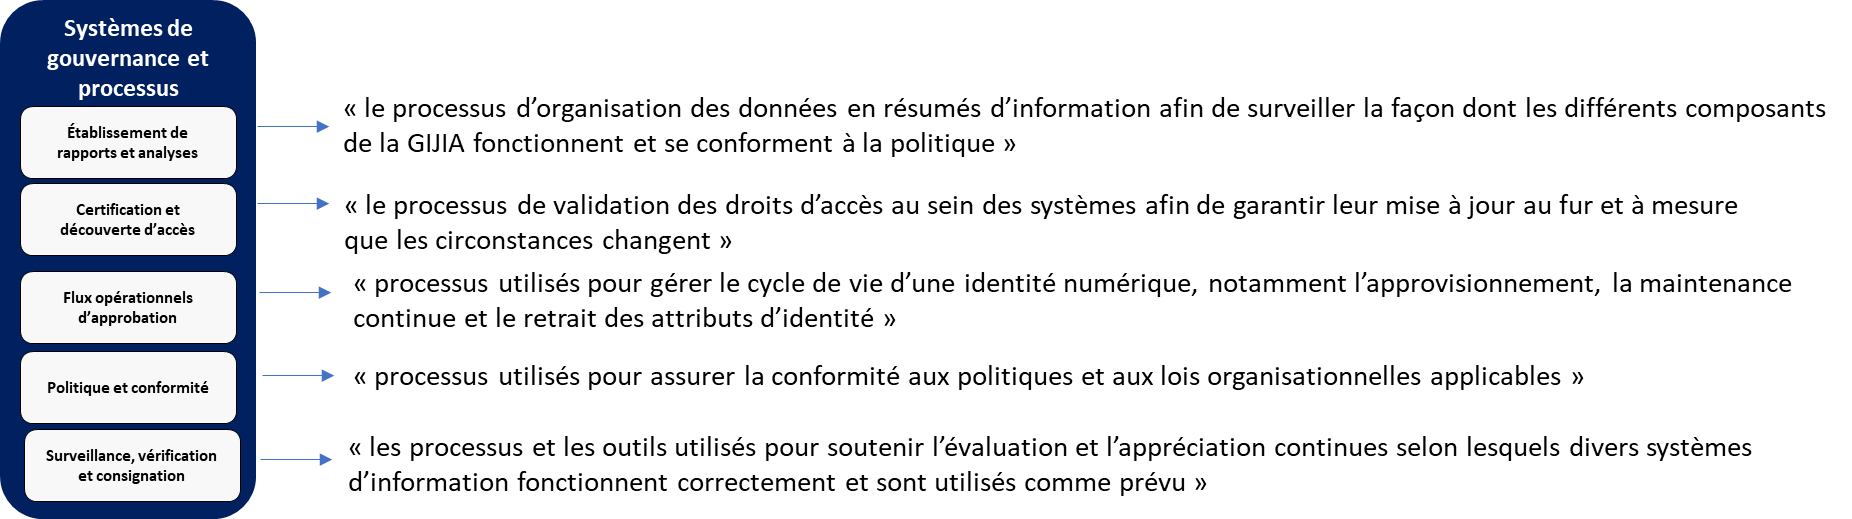 Systèmes de
gouvernance et
processus
Établissement de
rapports et analyses
« le processus d’organisation des données en résumés d’information afin de surveiller la façon dont les différents composants
de la GIJIA fonctionnent et se conforment à la politique »
Certification et
découverte d’accès
« le processus de validation des droits d’accès au sein des systèmes afin de garantir leur mise à jour au fur et à mesure
que les circonstances changent »
Flux opérationnels
d’approbation
« processus utilisés pour gérer le cycle de vie d’une identité numérique, notamment l’approvisionnement, la maintenance
continue et le retrait des attributs d’identité »
Politique et conformité
« processus utilisés pour assurer la conformité aux politiques et aux lois organisationnelles applicables »
Surveillance, vérification
et consignation
« les processus et les outils utilisés pour soutenir l’évaluation et l’appréciation continues selon lesquels divers systèmes
d’information fonctionnent correctement et sont utilisés comme prévu »